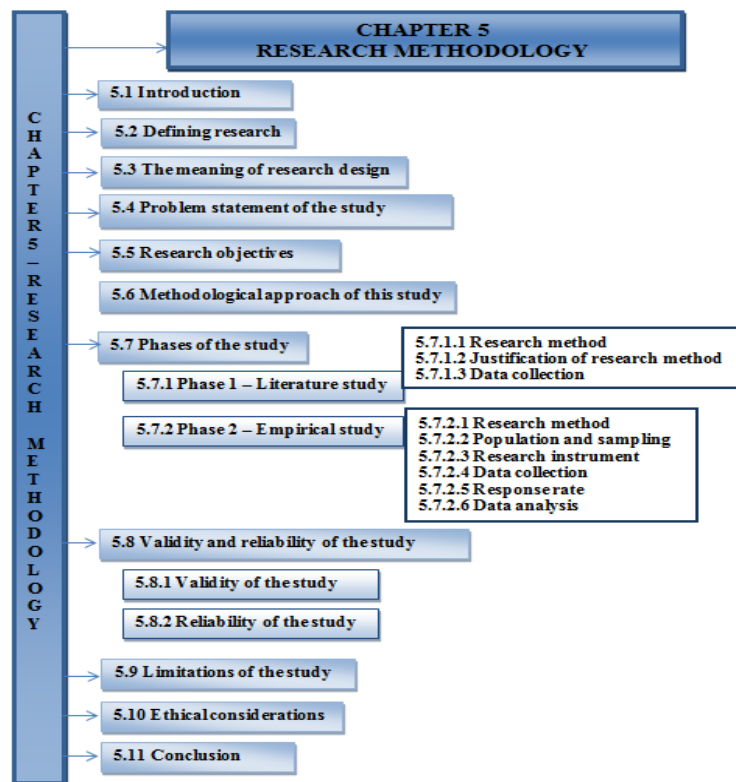 CHAPTER 5
RESEARCH METHODOLOGY
CHAPTER 5 – RESEARCH METHODOLOGY
5.1 Introduction
5.2 Defining research
5.3 The meaning of research design
5.4 Problem statement of the study
5.5 Research objectives
5.6 Methodological approach of this study
5.7 Phases of the study
5.7.1 Phase 1 – Literature study
5.7.1.1 Research method
5.7.1.2 Justification of research method
5.7.1.3 Data collection
5.7.2 Phase 2 – Empirical study
5.7.2.1 Research method
5.7.2.2 Population and sampling
5.7.2.3 Research instrument
5.7.2.4 Data collection
5.7.2.5 Response rate
5.7.2.6 Data analysis
5.8 Validity and reliability of the study
5.8.1 Validity of the study
5.8.2 Reliability of the study
5.9 Limitations of the study
5.10 Ethical considerations
5.11 Conclusion